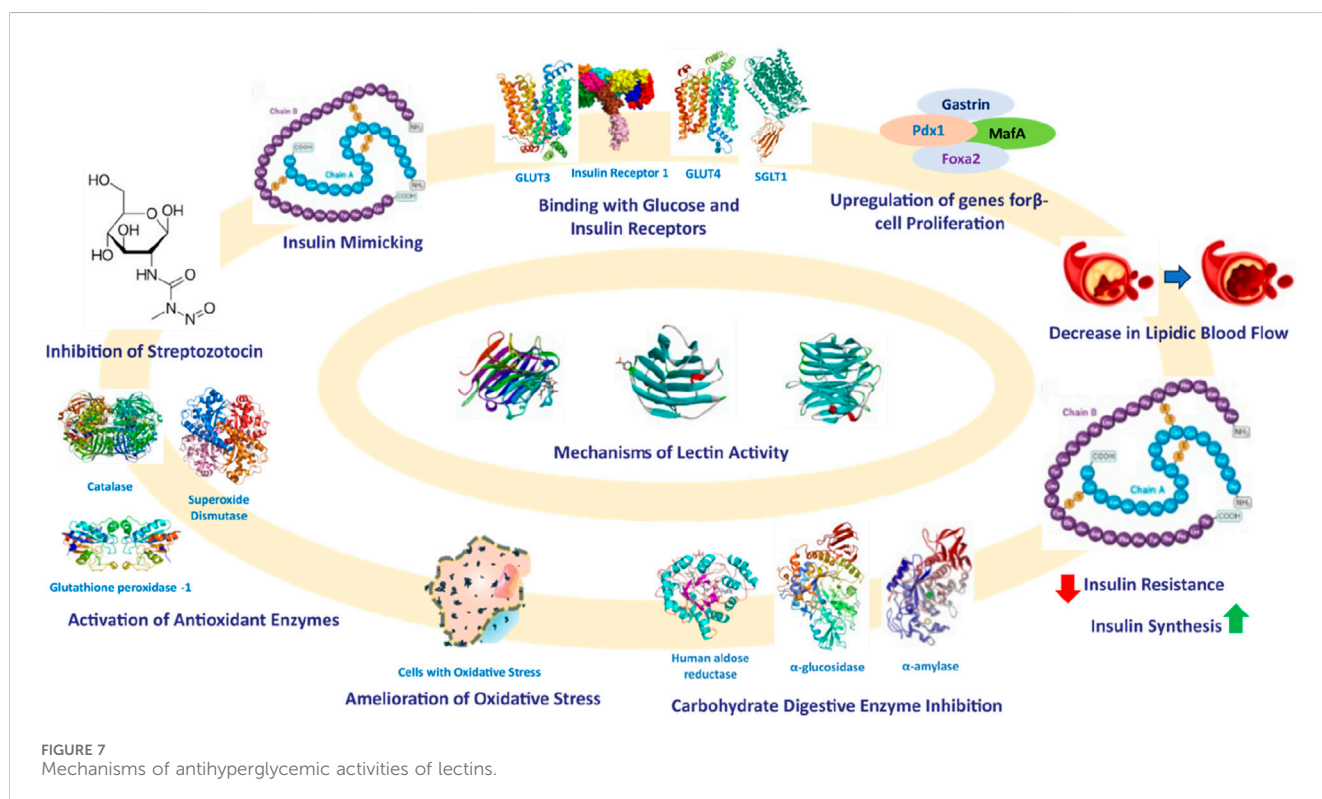 Chain B
S
S
COOH
NH₂
Chain A
S
S
S
S
NH₂
COOH
Insulin Mimicking
GLUT3
Insulin Receptor 1
GLUT4
SGLT1
Binding with Glucose and
Insulin Receptors
Gastrin
Pdx1
MafA
Foxa2
Upregulation of genes forβ-
cell Proliferation
HO
O
OH
HO
OH
HN
O
N
N
O
Inhibition of Streptozotocin
Decrease in Lipidic Blood Flow
Mechanisms of Lectin Activity
Chain B
S
S
NH₂
COOH
Chain A
S
S
S
S
NH₂
COOH
Insulin Resistance
Insulin Synthesis
Catalase
Superoxide
Dismutase
Glutathione peroxidase -1
Activation of Antioxidant Enzymes
Cells with Oxidative Stress
Amelioration of Oxidative Stress
Human aldose
reductase
α-glucosidase
α-amylase
Carbohydrate Digestive Enzyme Inhibition
FIGURE 7
Mechanisms of antihyperglycemic activities of lectins.